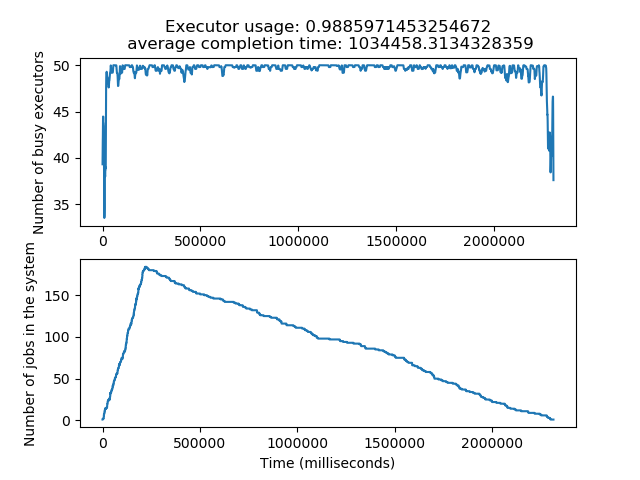 Executor usage: 0.9885971453254672
average completion time: 1034458.3134328359
Number of busy executors
50
45
40
35
0 500000 1000000 1500000 2000000
Number of jobs in the system
150
100
50
0
0 500000 1000000 1500000 2000000
Time (milliseconds)